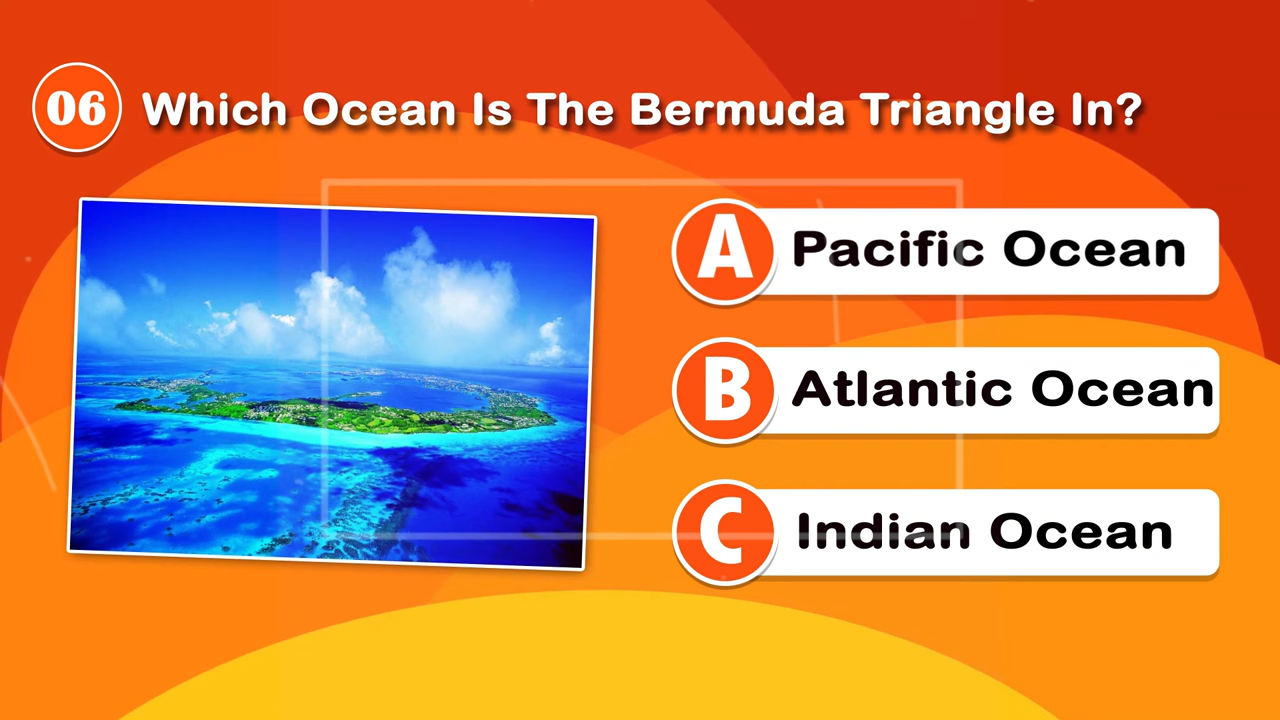 06 Which Ocean Is The Bermuda Triangle In?
A Pacific Ocean
B Atlantic Ocean
C Indian Ocean